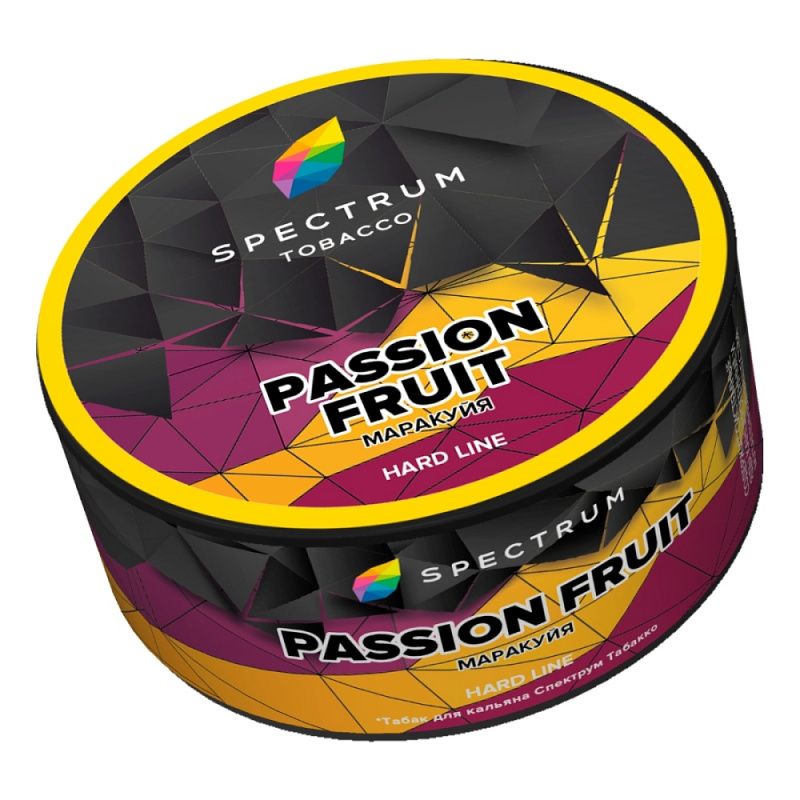 SPECTRUM
TOBACCO
PASSION
FRUIT
МАРАКУЙЯ
HARD LINE
SPECTRUM
PASSION FRUIT
МАРАКУЙЯ
HARD LINE
*Табак для кальяна Спектрум Табакко